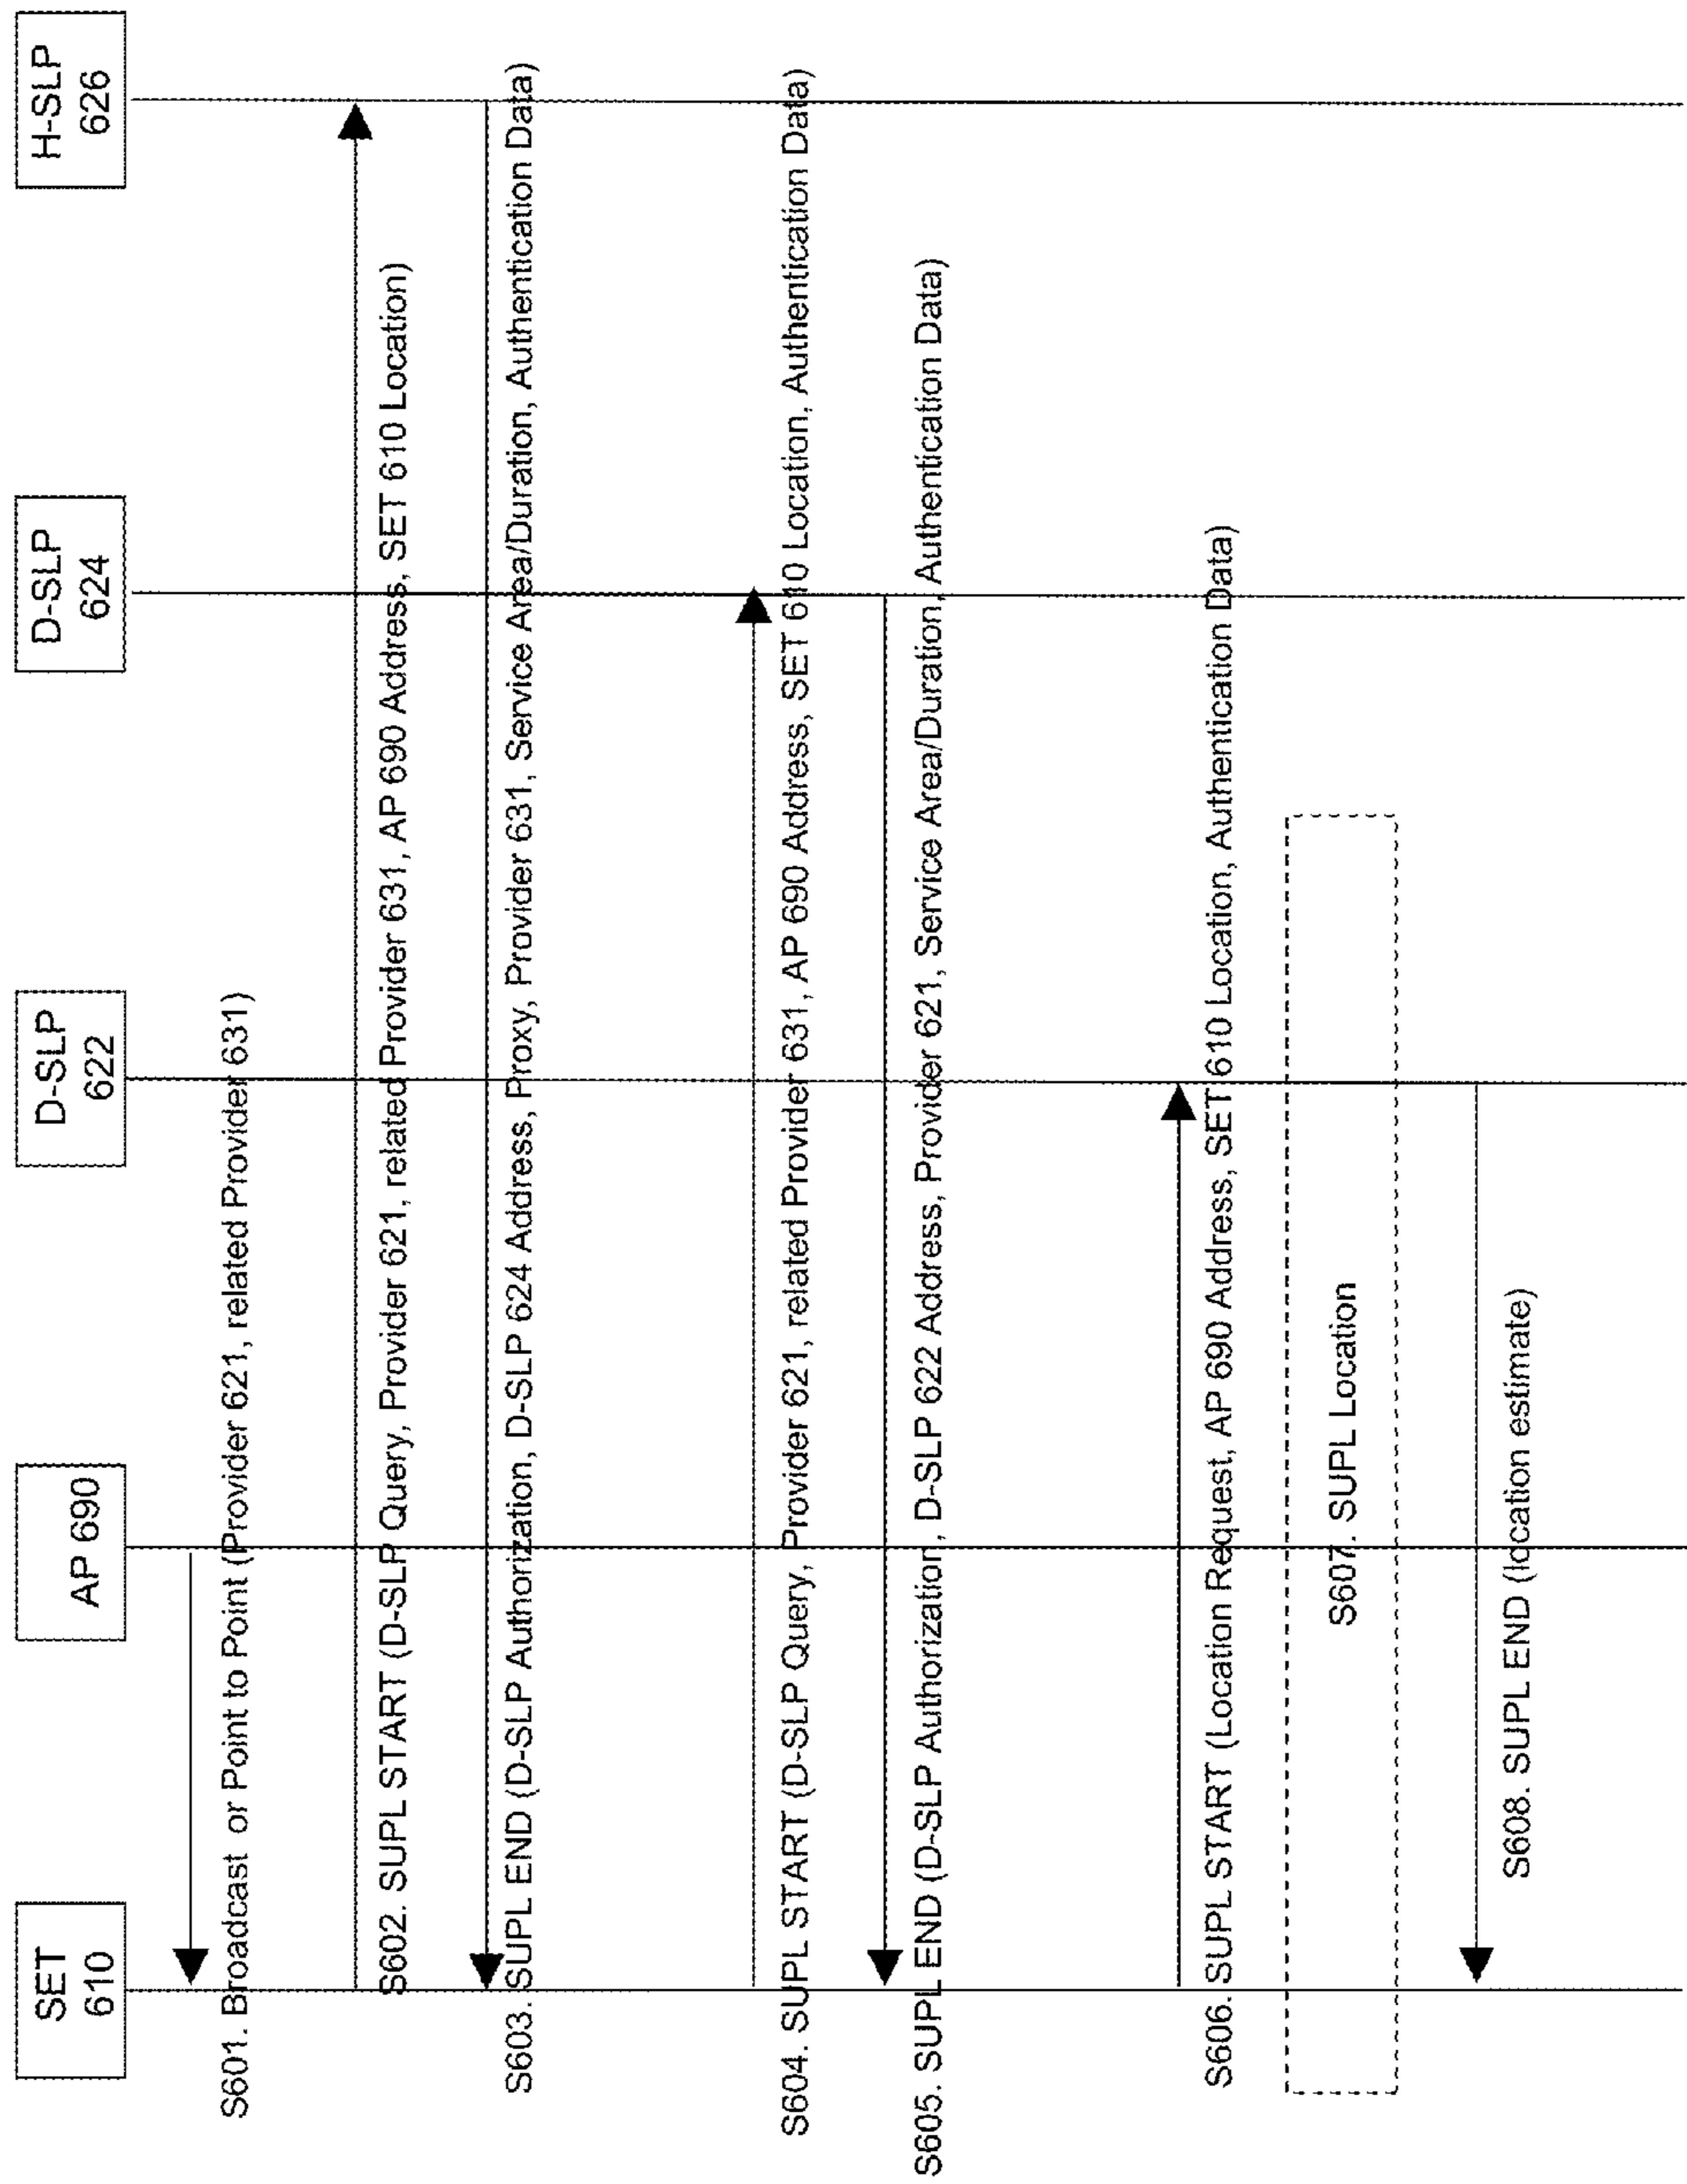 SET
610
AP 690
D-SLP
622
D-SLP
624
H-SLP
626
S601. Broadcast or Point to Point (Provider 621, related Provider 631)
S602. SUPL START (D-SLP Query, Provider 621, related Provider 631, AP 690 Address, SET 610 Location)
S603. SUPL END (D-SLP Authorization, D-SLP 624 Address, Proxy, Provider 631, Service Area/Duration, Authentication Data)
S604. SUPL START (D-SLP Query, Provider 621, related Provider 631, AP 690 Address, SET 610 Location, Authentication Data)
S605. SUPL END (D-SLP Authorization, D-SLP 622 Address, Provider 621, Service Area/Duration, Authentication Data)
S606. SUPL START (Location Request, AP 690 Address, SET 610 Location, Authentication Data)
S607. SUPL Location
S608. SUPL END (location estimate)